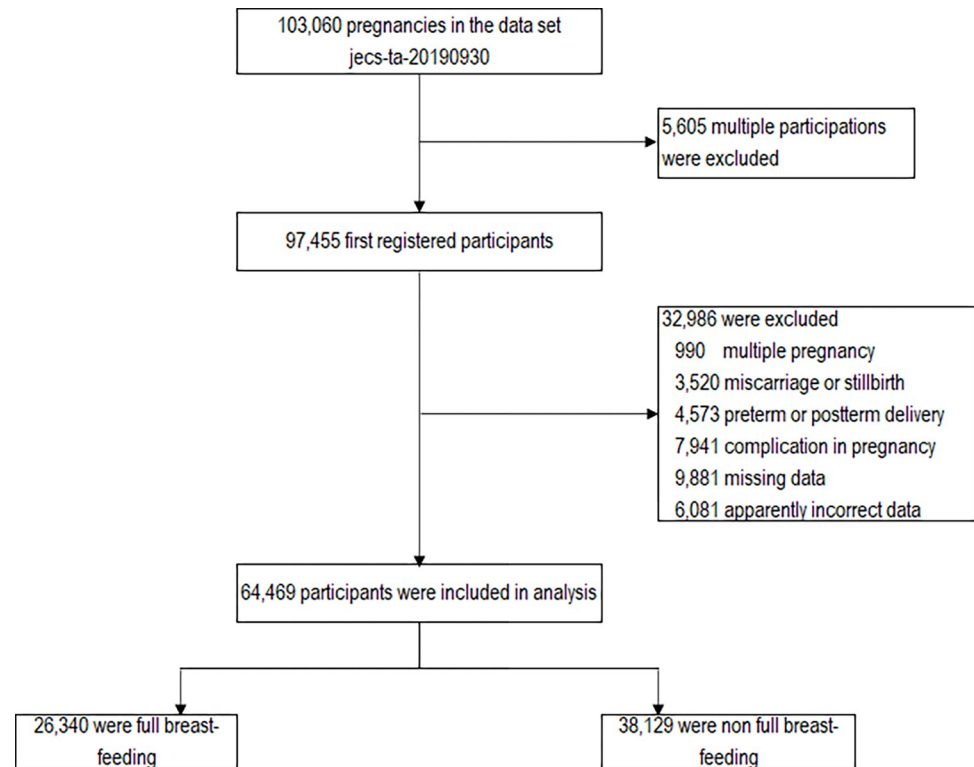 103,060 pregnancies in the data set
jecs-ta-20190930
5,605 multiple participations
were excluded
97,455 first registered participants
32,986 were excluded
990 multiple pregnancy
3,520 miscarriage or stillbirth
4,573 preterm or postterm delivery
7,941 complication in pregnancy
9,881 missing data
6,081 apparently incorrect data
64,469 participants were included in analysis
26,340 were full breast-
feeding
38,129 were non full breast-
feeding